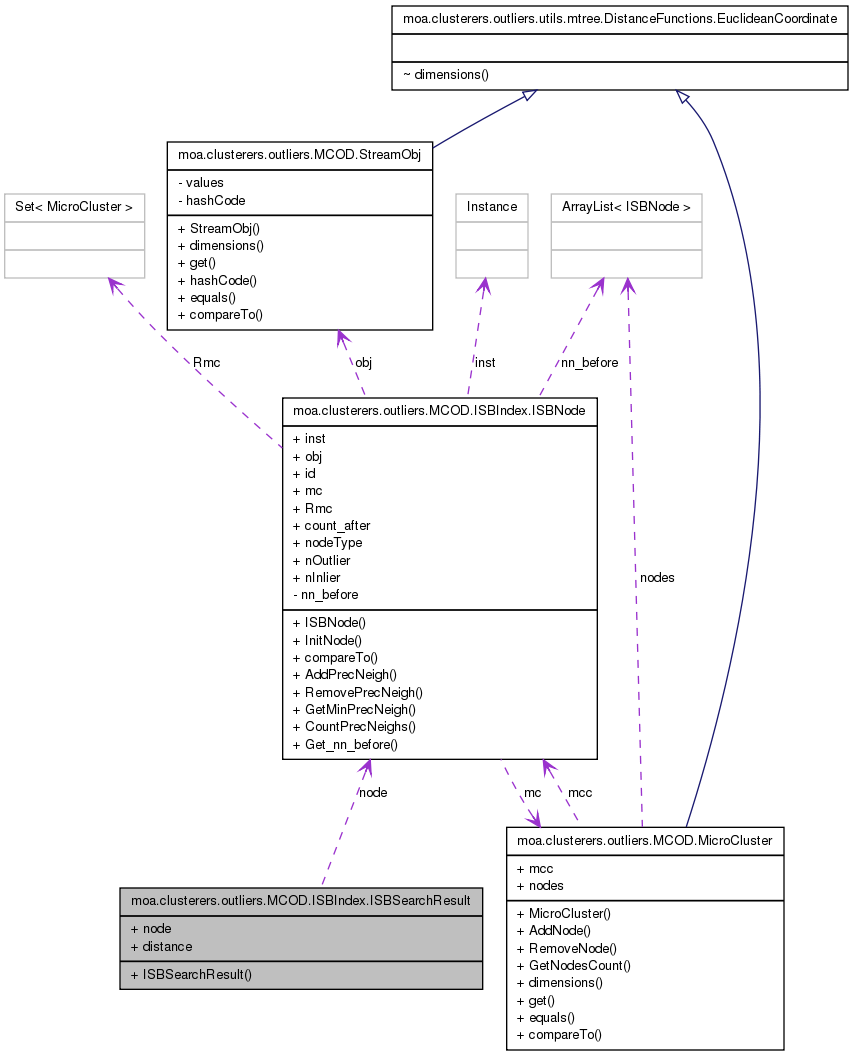 moa.clusterers.outliers.utils.mtree.DistanceFunctions.EuclideanCoordinate
~ dimensions()
moa.clusterers.outliers.MCOD.StreamObj
- values
- hashCode
+ StreamObj()
+ dimensions()
+ get()
+ hashCode()
+ equals()
+ compareTo()
Set< MicroCluster >
Instance
ArrayList< ISBNode >
Rmc
obj
inst
nn_before
moa.clusterers.outliers.MCOD.ISBIndex.ISBNode
+ inst
+ obj
+ id
+ mc
+ Rmc
+ count_after
+ nodeType
+ nOutlier
+ nInlier
- nn_before
+ ISBNode()
+ InitNode()
+ compareTo()
+ AddPrecNeigh()
+ RemovePrecNeigh()
+ GetMinPrecNeigh()
+ CountPrecNeighs()
+ Get_nn_before()
nodes
node
mc
mcc
moa.clusterers.outliers.MCOD.MicroCluster
+ mcc
+ nodes
+ MicroCluster()
+ AddNode()
+ RemoveNode()
+ GetNodesCount()
+ dimensions()
+ get()
+ equals()
+ compareTo()
moa.clusterers.outliers.MCOD.ISBIndex.ISBSearchResult
+ node
+ distance
+ ISBSearchResult()